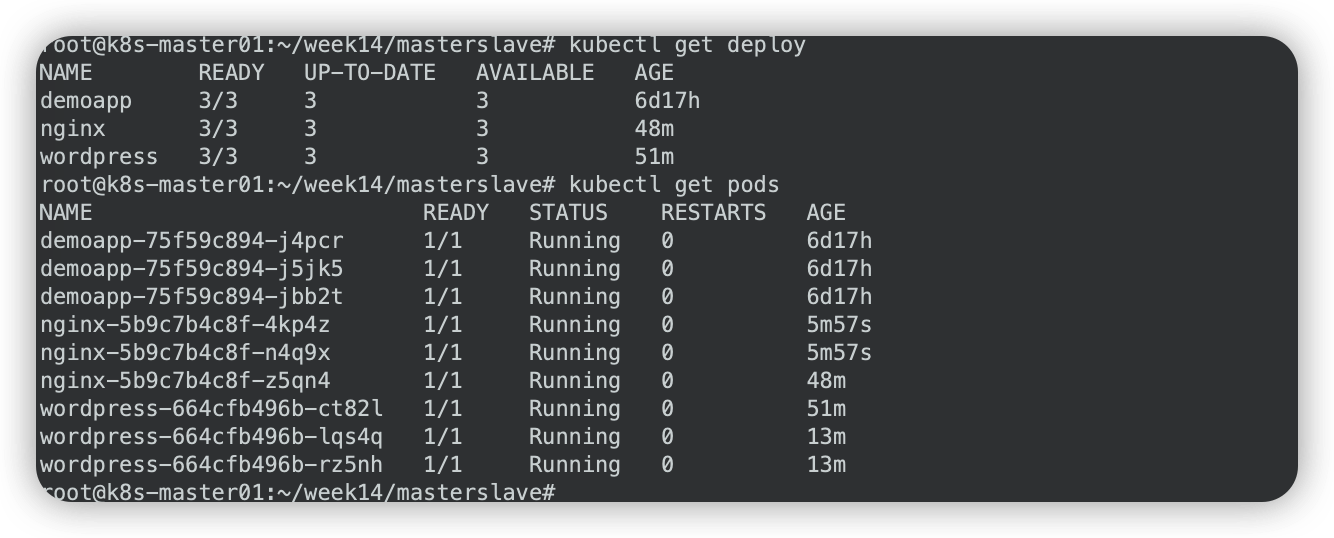 root@k8s-master01:~/week14/masterslave# kubectl get deploy
NAME        READY   UP-TO-DATE   AVAILABLE   AGE
demoapp     3/3     3            3           6d17h
nginx       3/3     3            3           48m
wordpress   3/3     3            3           51m
root@k8s-master01:~/week14/masterslave# kubectl get pods
NAME                         READY   STATUS    RESTARTS   AGE
demoapp-75f59c894-j4pcr      1/1     Running   0          6d17h
demoapp-75f59c894-j5jk5      1/1     Running   0          6d17h
demoapp-75f59c894-jbb2t      1/1     Running   0          6d17h
nginx-5b9c7b4c8f-4kp4z       1/1     Running   0          5m57s
nginx-5b9c7b4c8f-n4q9x       1/1     Running   0          5m57s
nginx-5b9c7b4c8f-z5qn4       1/1     Running   0          48m
wordpress-664cfb496b-ct82l   1/1     Running   0          51m
wordpress-664cfb496b-lqs4q   1/1     Running   0          13m
wordpress-664cfb496b-rz5nh   1/1     Running   0          13m
root@k8s-master01:~/week14/masterslave#